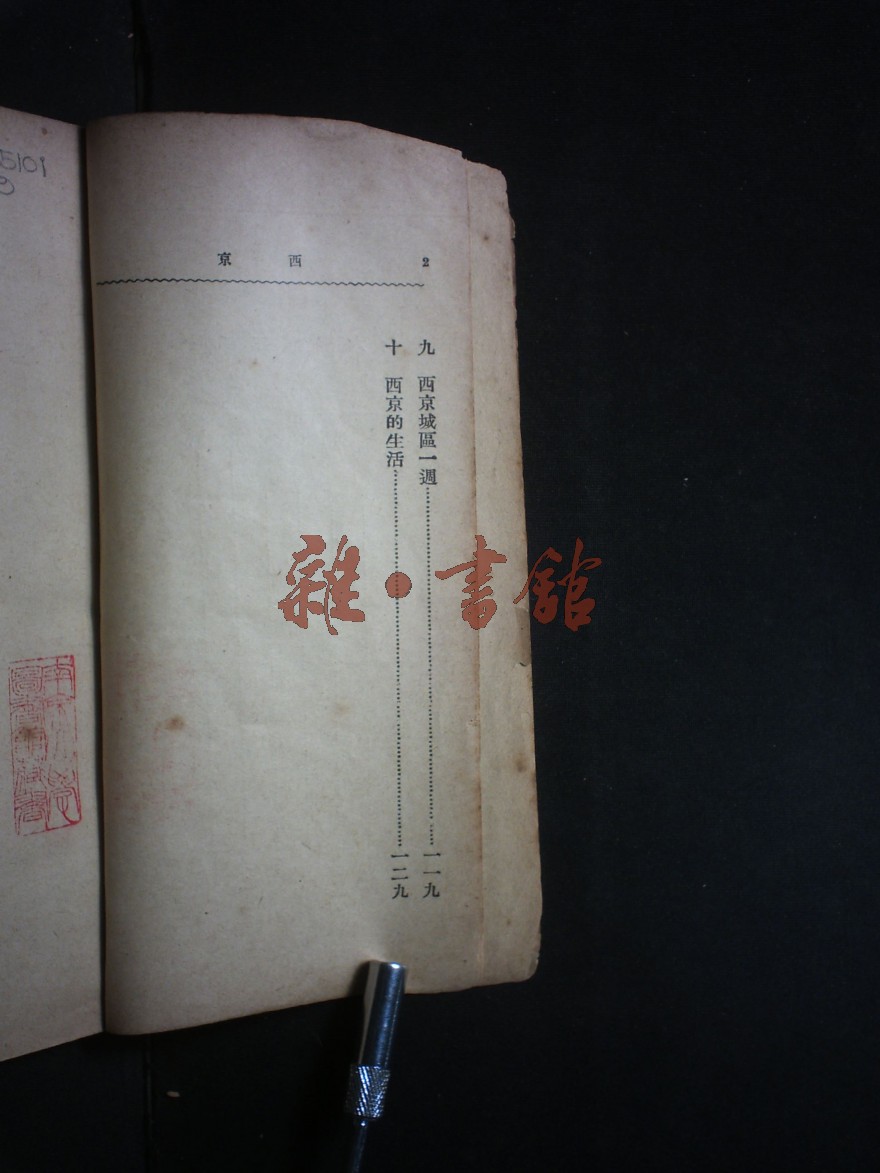 5101
西京
2
九 西京城區一週……一一九
十 西京的生活……一二九
雜·書館